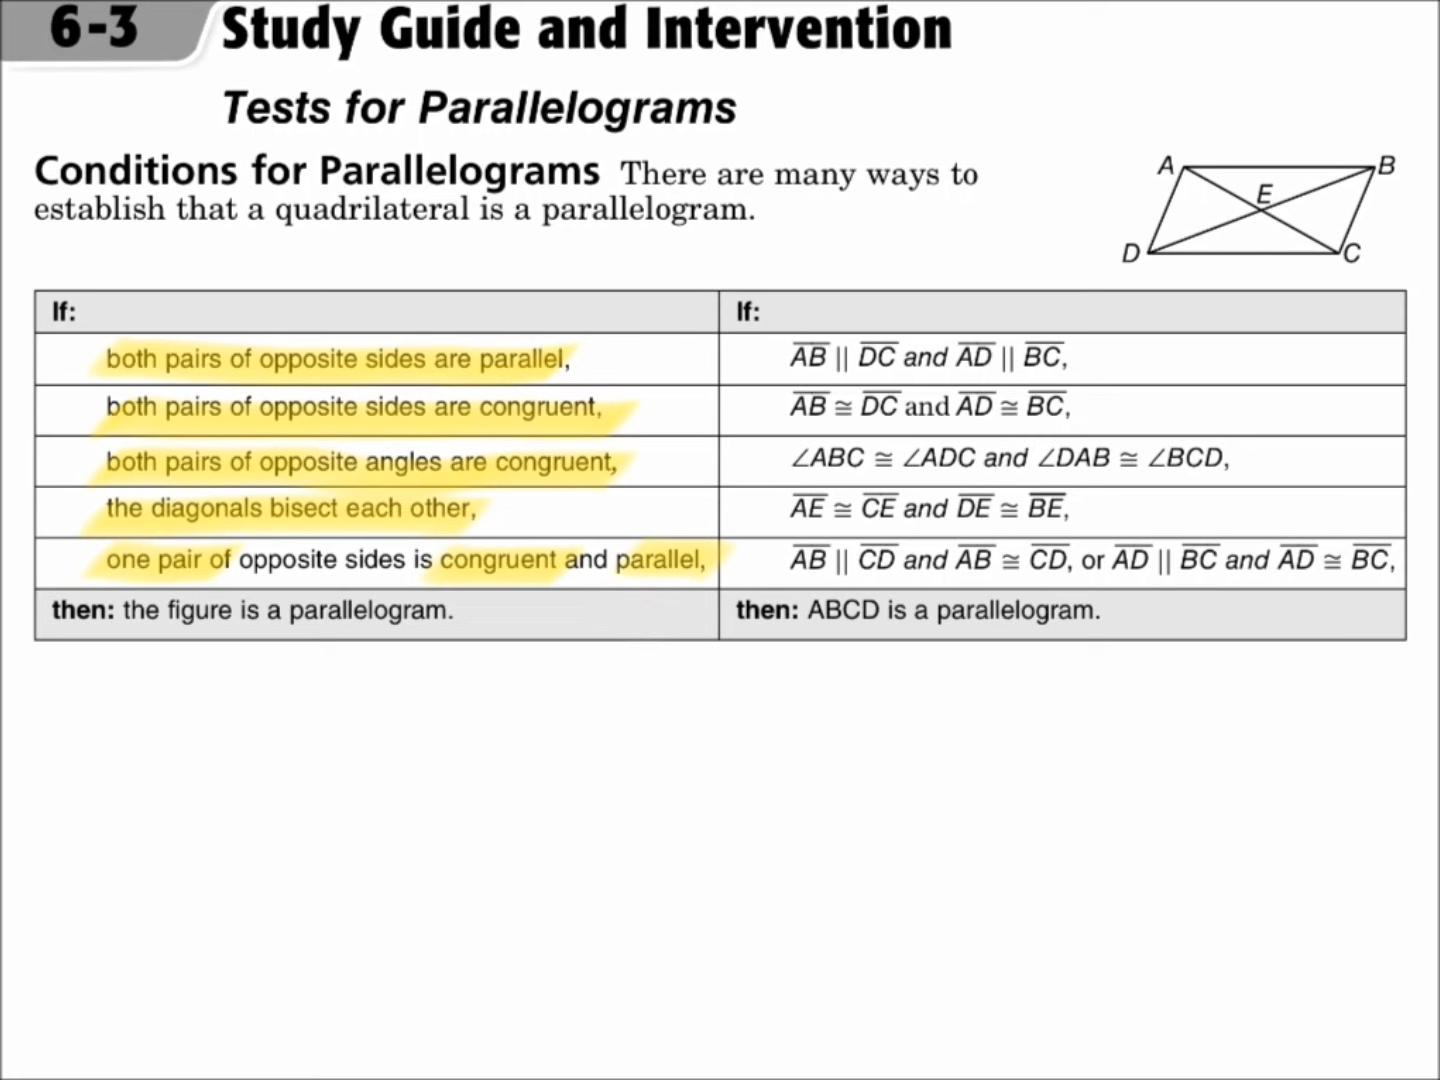 6-3 Study Guide and Intervention
Tests for Parallelograms
Conditions for Parallelograms There are many ways to
establish that a quadrilateral is a parallelogram.
A B
E
D C
If: If:
both pairs of opposite sides are parallel, AB || DC and AD || BC,
both pairs of opposite sides are congruent, AB ≅ DC and AD ≅ BC,
both pairs of opposite angles are congruent, ∠ABC ≅ ∠ADC and ∠DAB ≅ ∠BCD,
the diagonals bisect each other, AE ≅ CE and DE ≅ BE,
one pair of opposite sides is congruent and parallel, AB || CD and AB ≅ CD, or AD || BC and AD ≅ BC,
then: the figure is a parallelogram. then: ABCD is a parallelogram.